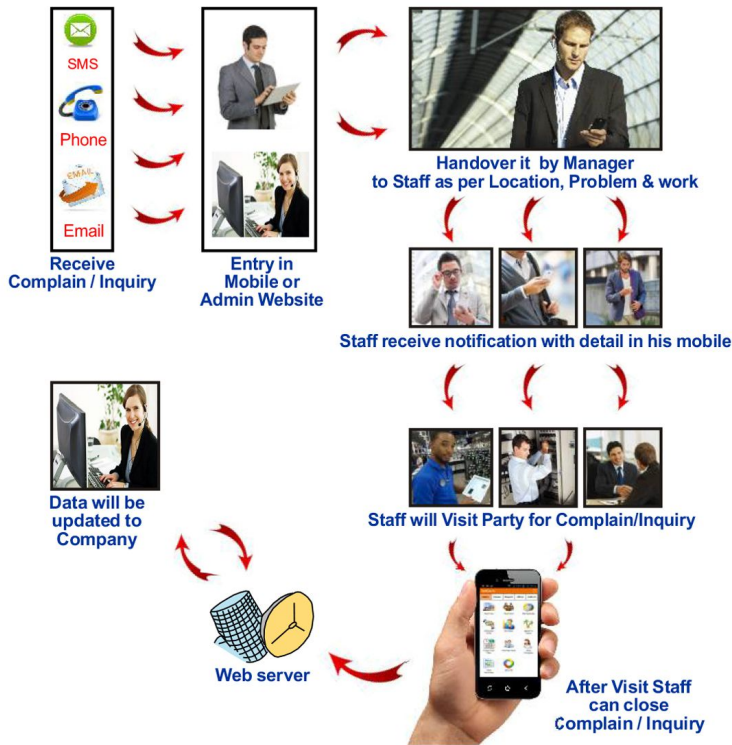 SMS
Phone
EMAIL
Email
Receive
Complain / Inquiry
Entry in
Mobile or
Admin Website
Handover it by Manager
to Staff as per Location, Problem & work
Staff receive notification with detail in his mobile
Staff will Visit Party for Complain/Inquiry
Data will be
updated to
Company
Web server
After Visit Staff
can close
Complain / Inquiry